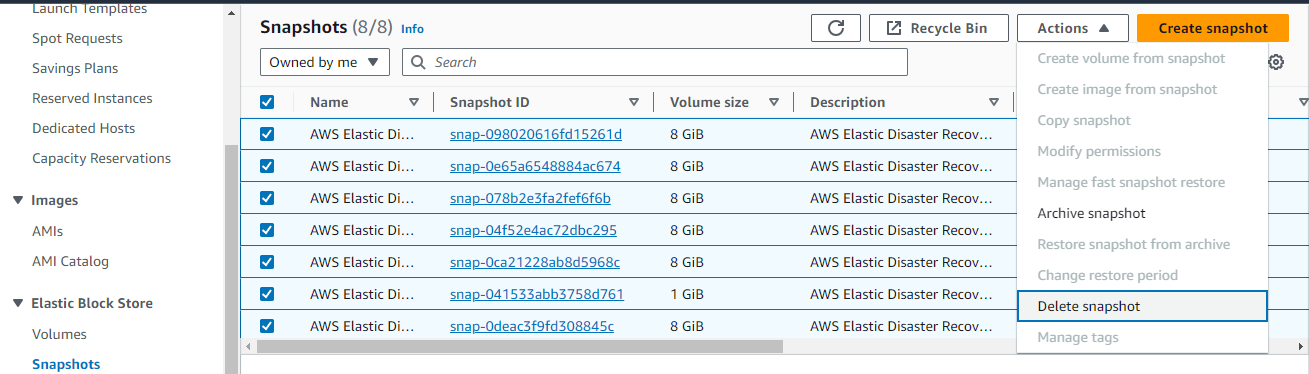 Launch Templates
Spot Requests
Savings Plans
Reserved Instances
Dedicated Hosts
Capacity Reservations
Images
AMIs
AMI Catalog
Elastic Block Store
Volumes
Snapshots
Snapshots (8/8) Info
Recycle Bin
Actions
Create snapshot
Owned by me
Search
Name Snapshot ID Volume size Description
AWS Elastic Di... snap-098020616fd15261d 8 GiB AWS Elastic Disaster Recov...
AWS Elastic Di... snap-0e65a6548884ac674 8 GiB AWS Elastic Disaster Recov...
AWS Elastic Di... snap-078b2e3fa2fef6f6b 8 GiB AWS Elastic Disaster Recov...
AWS Elastic Di... snap-04f52e4ac72dbc295 8 GiB AWS Elastic Disaster Recov...
AWS Elastic Di... snap-0ca21228ab8d5968c 8 GiB AWS Elastic Disaster Recov...
AWS Elastic Di... snap-041533abb3758d761 1 GiB AWS Elastic Disaster Recov...
AWS Elastic Di... snap-0deac3f9fd308845c 8 GiB AWS Elastic Disaster Recov...
Create volume from snapshot
Create image from snapshot
Copy snapshot
Modify permissions
Manage fast snapshot restore
Archive snapshot
Restore snapshot from archive
Change restore period
Delete snapshot
Manage tags